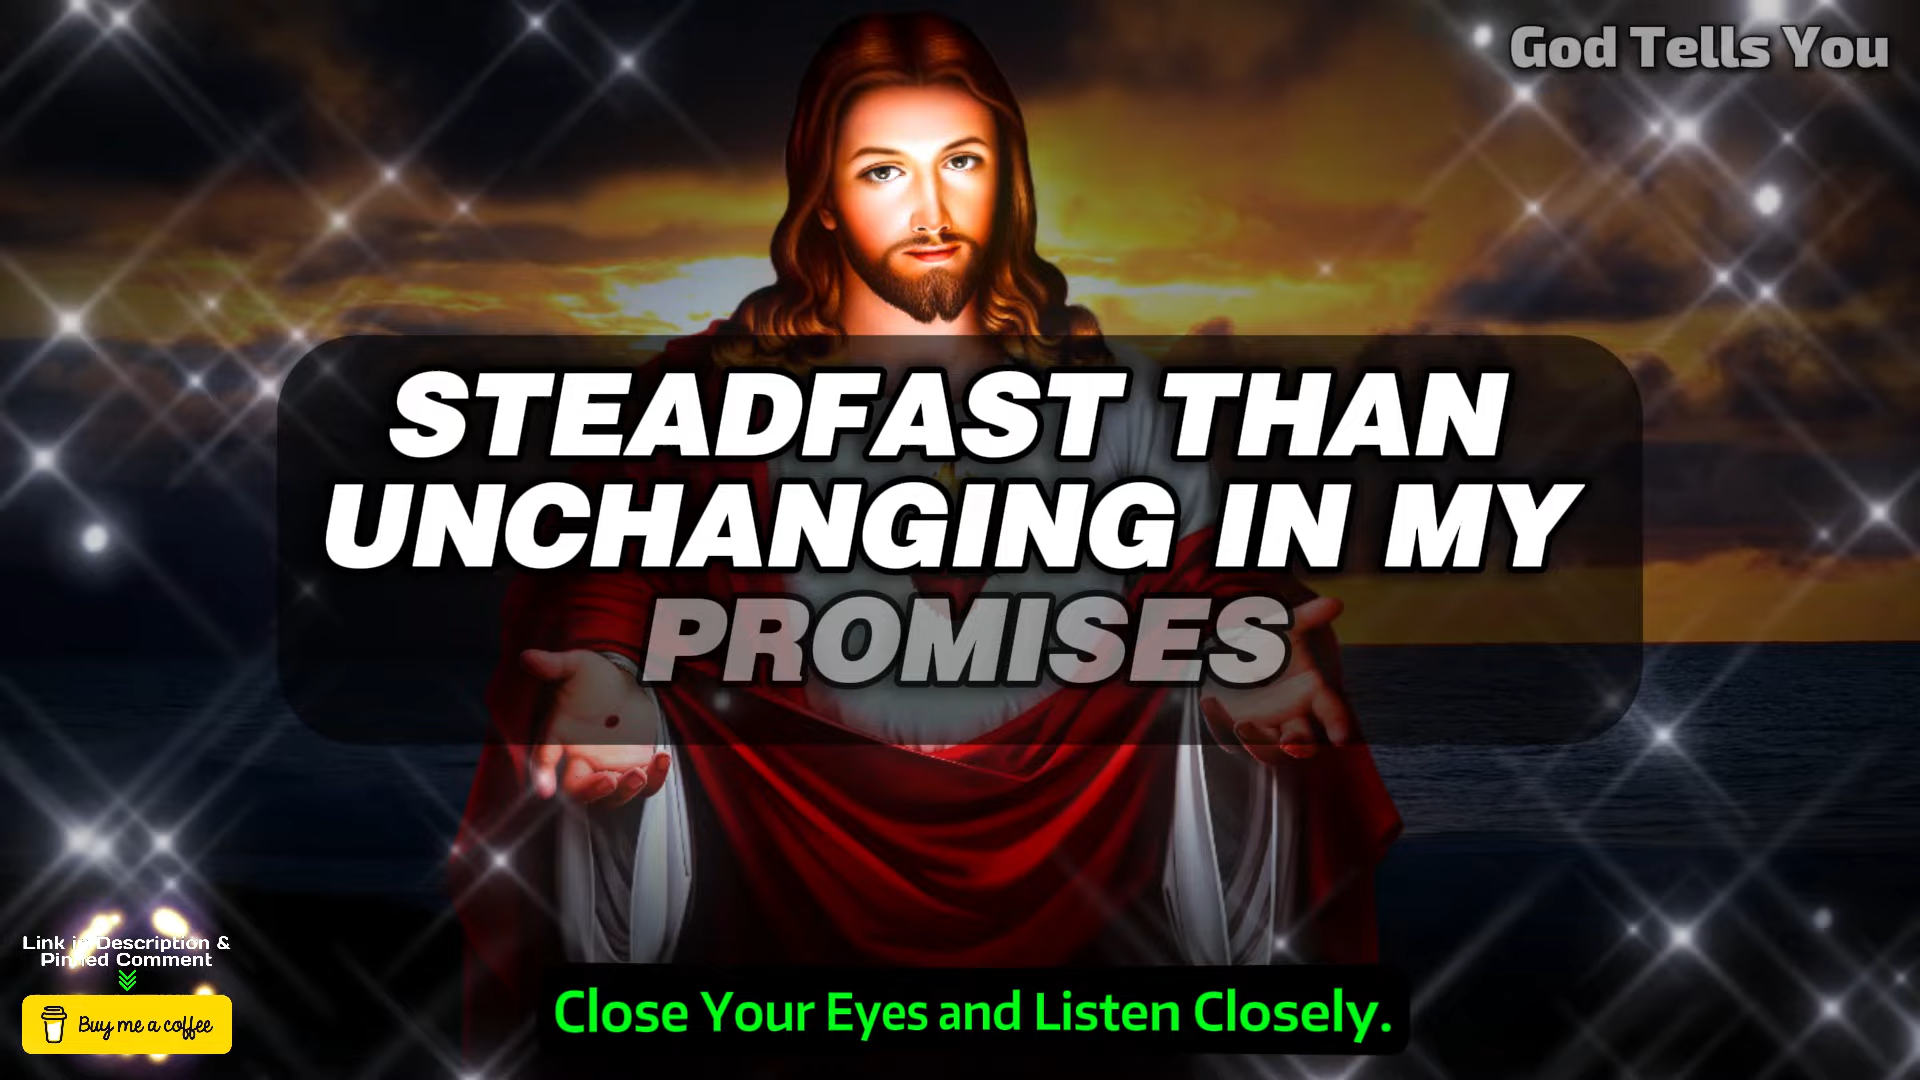 God Tells You
STEADFAST THAN
UNCHANGING IN MY
PROMISES
Link in Description &
Pinned Comment
Buy me a coffee
Close Your Eyes and Listen Closely.